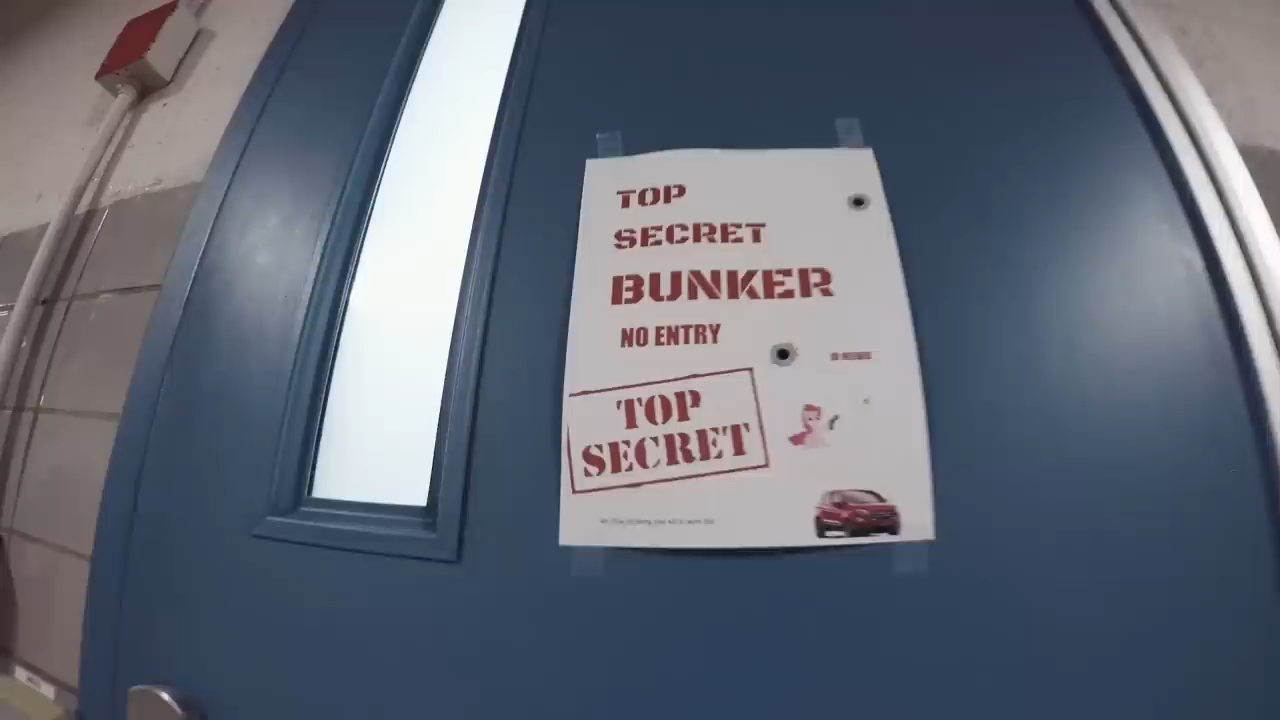 TOP
SECRET
BUNKER
NO ENTRY
TOP
SECRET